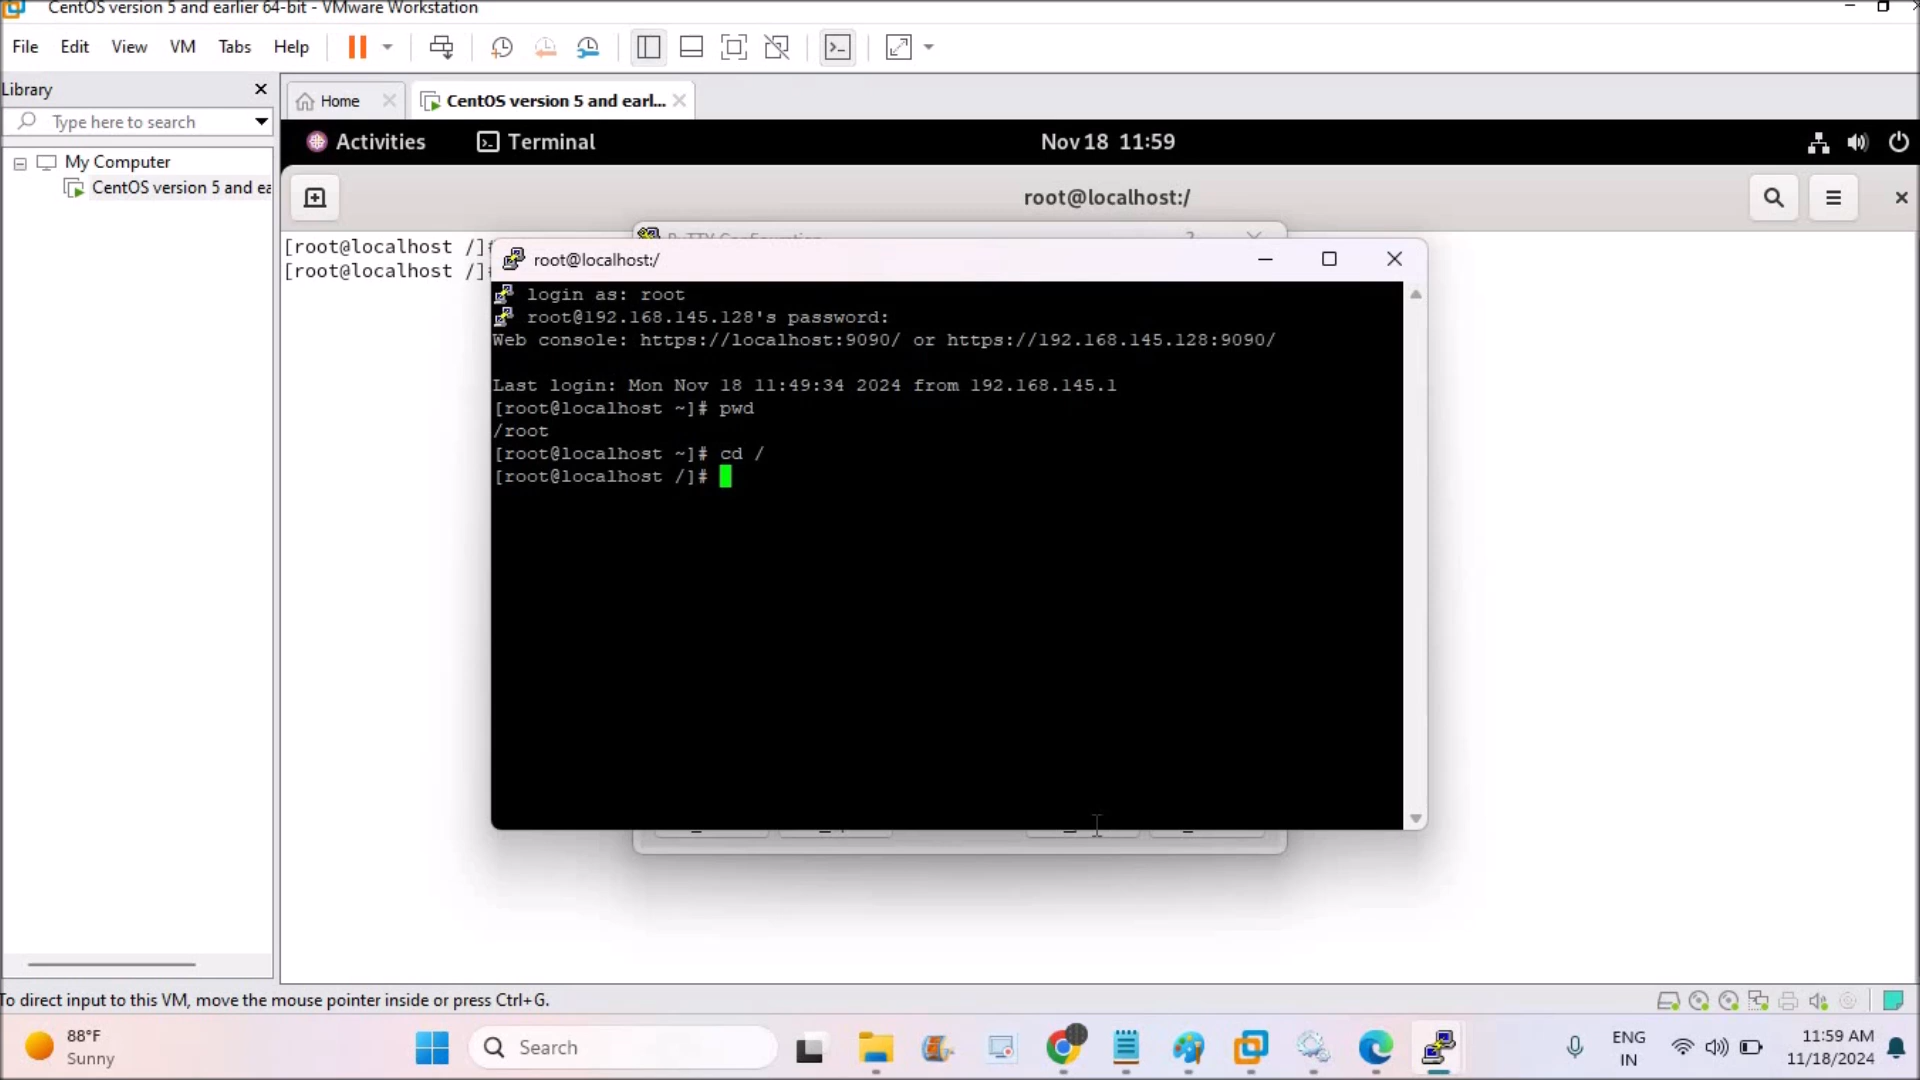 CentOS version 5 and earlier 64-bit - VMware Workstation
File Edit View VM Tabs Help
Library
Home
CentOS version 5 and earl...
Type here to search
Activities
Terminal
Nov 18 11:59
My Computer
CentOS version 5 and ea
root@localhost:/
[root@localhost /]#
[root@localhost /]#
PuTTY Configuration
root@localhost:/
login as: root
root@192.168.145.128's password:
Web console: https://localhost:9090/ or https://192.168.145.128:9090/
Last login: Mon Nov 18 11:49:34 2024 from 192.168.145.1
[root@localhost ~]# pwd
/root
[root@localhost ~]# cd /
[root@localhost /]#
To direct input to this VM, move the mouse pointer inside or press Ctrl+G.
88°F
Sunny
Search
ENG
IN
11:59 AM
11/18/2024